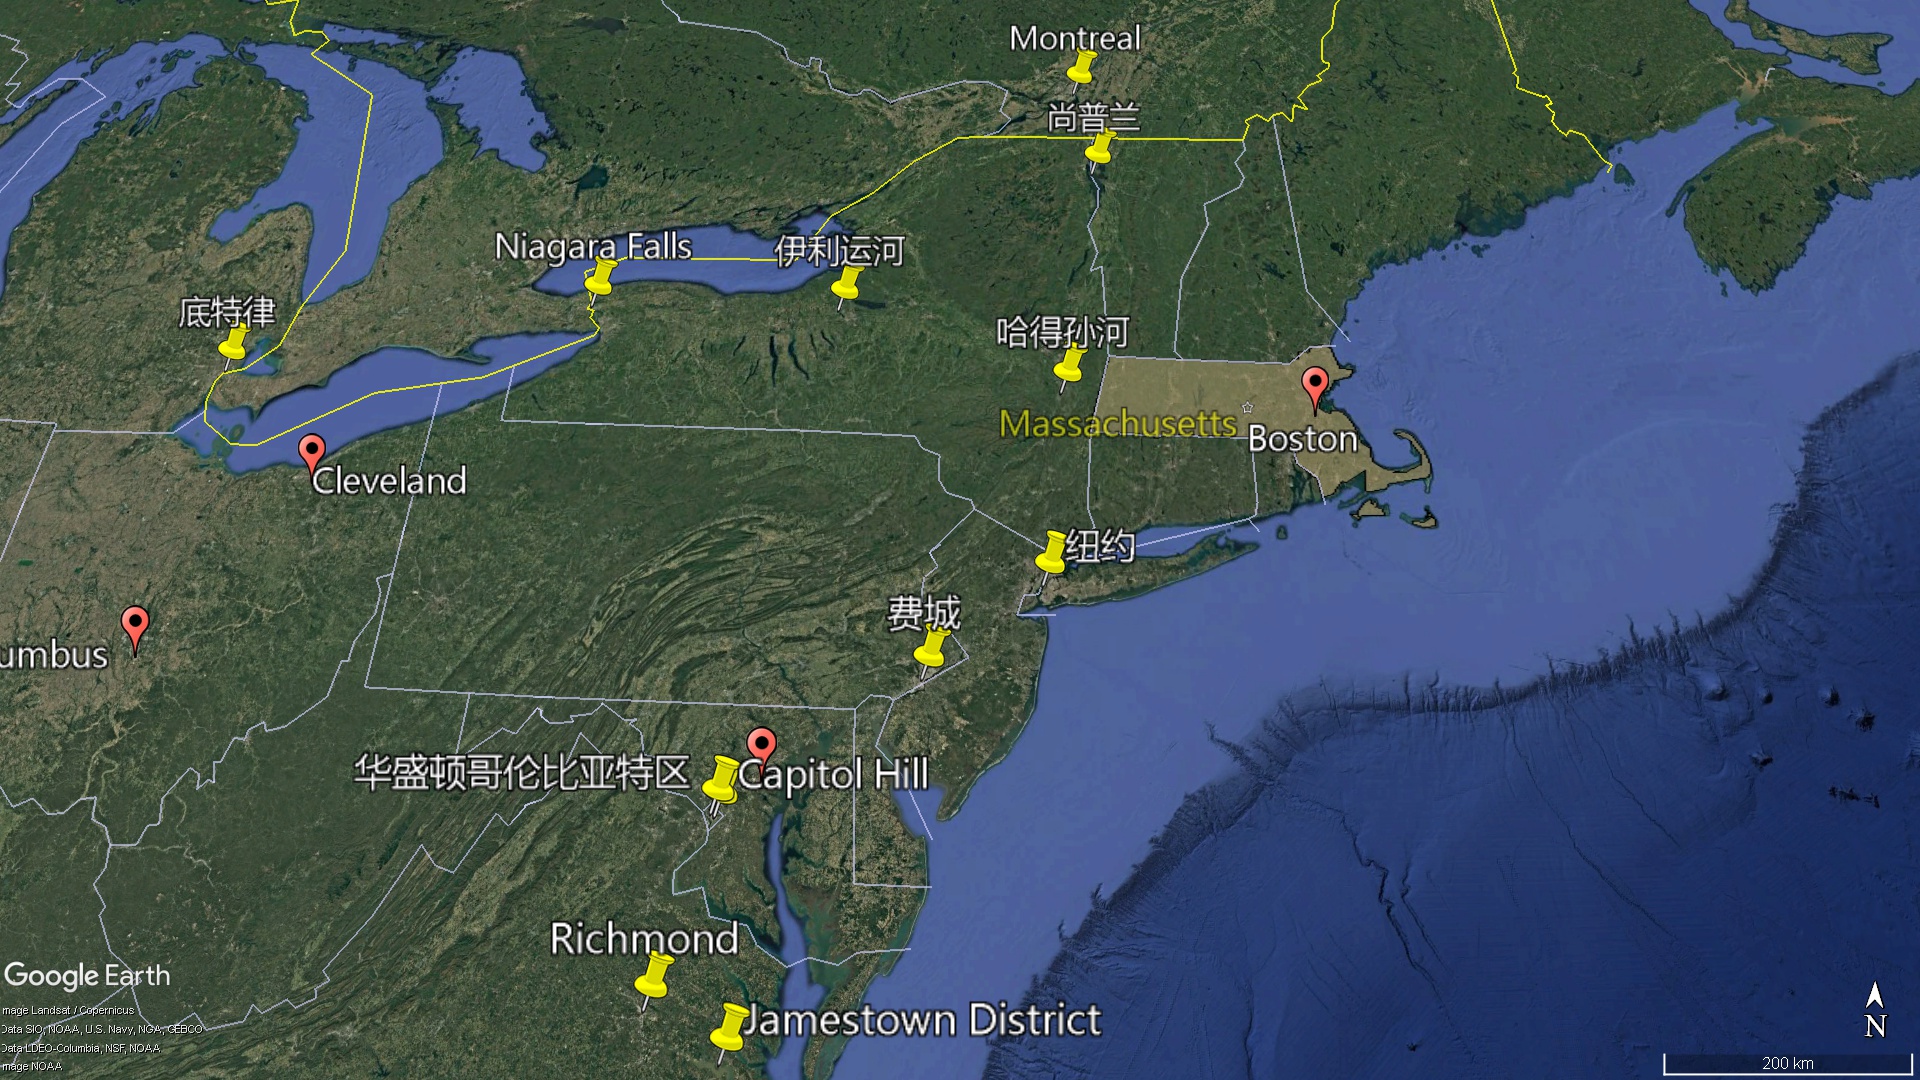 Montreal
尚普兰
Niagara Falls
伊利运河
底特律
哈得孙河
Massachusetts
Boston
Cleveland
纽约
费城
umbus
华盛顿哥伦比亚特区
Capitol Hill
Richmond
Jamestown District
Google Earth
mage Landsat / Copernicus
Data SIO, NOAA, U.S. Navy, NGA, GEBCO
Data LDEO-Columbia, NSF, NOAA
mage NOAA
N
200 km